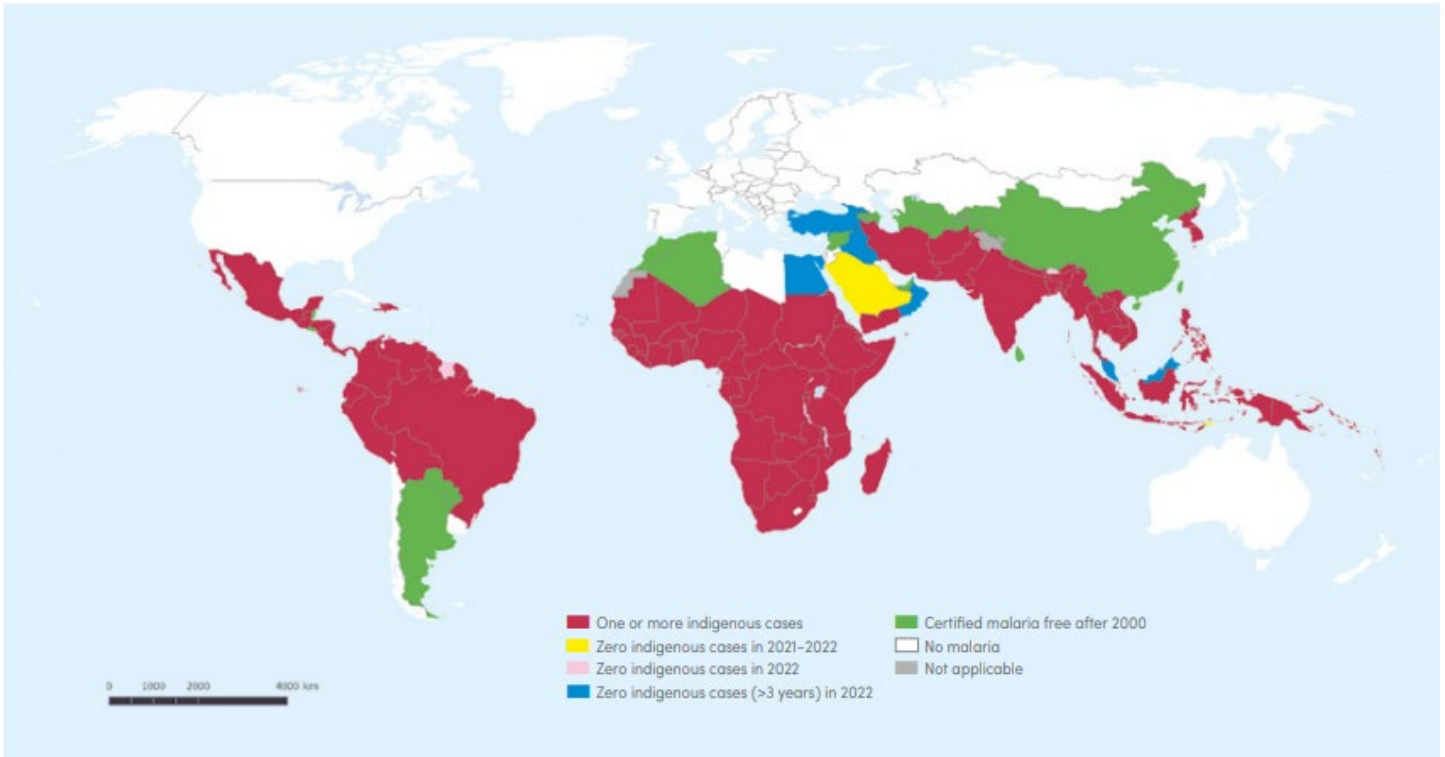 One or more indigenous cases
Zero indigenous cases in 2021–2022
Zero indigenous cases in 2022
Zero indigenous cases (>3 years) in 2022
Certified malaria free after 2000
No malaria
Not applicable
0 1000 2000 4000 km